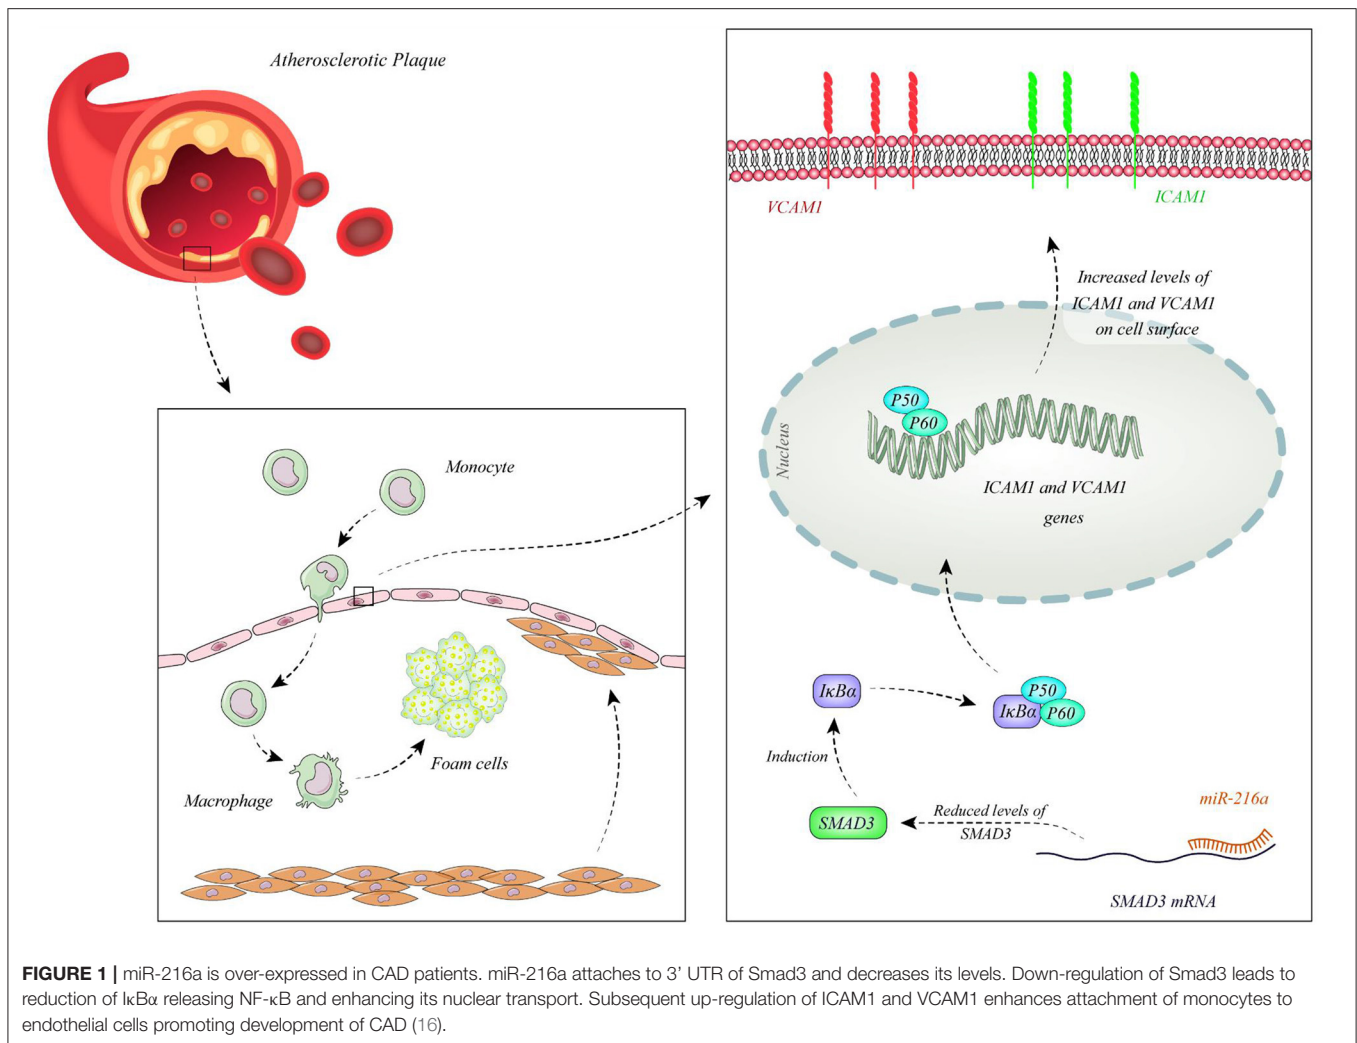 Atherosclerotic Plaque
Monocyte
Foam cells
Macrophage
VCAM1
ICAM1
Increased levels of
ICAM1 and VCAM1
on cell surface
P50
P60
Nucleus
ICAM1 and VCAM1
genes
IκBα
P50
IκBα
P60
Induction
SMAD3
Reduced levels of
SMAD3
miR-216a
SMAD3 mRNA
FIGURE 1 | miR-216a is over-expressed in CAD patients. miR-216a attaches to 3’ UTR of Smad3 and decreases its levels. Down-regulation of Smad3 leads to
reduction of IκBα releasing NF-κB and enhancing its nuclear transport. Subsequent up-regulation of ICAM1 and VCAM1 enhances attachment of monocytes to
endothelial cells promoting development of CAD (16).